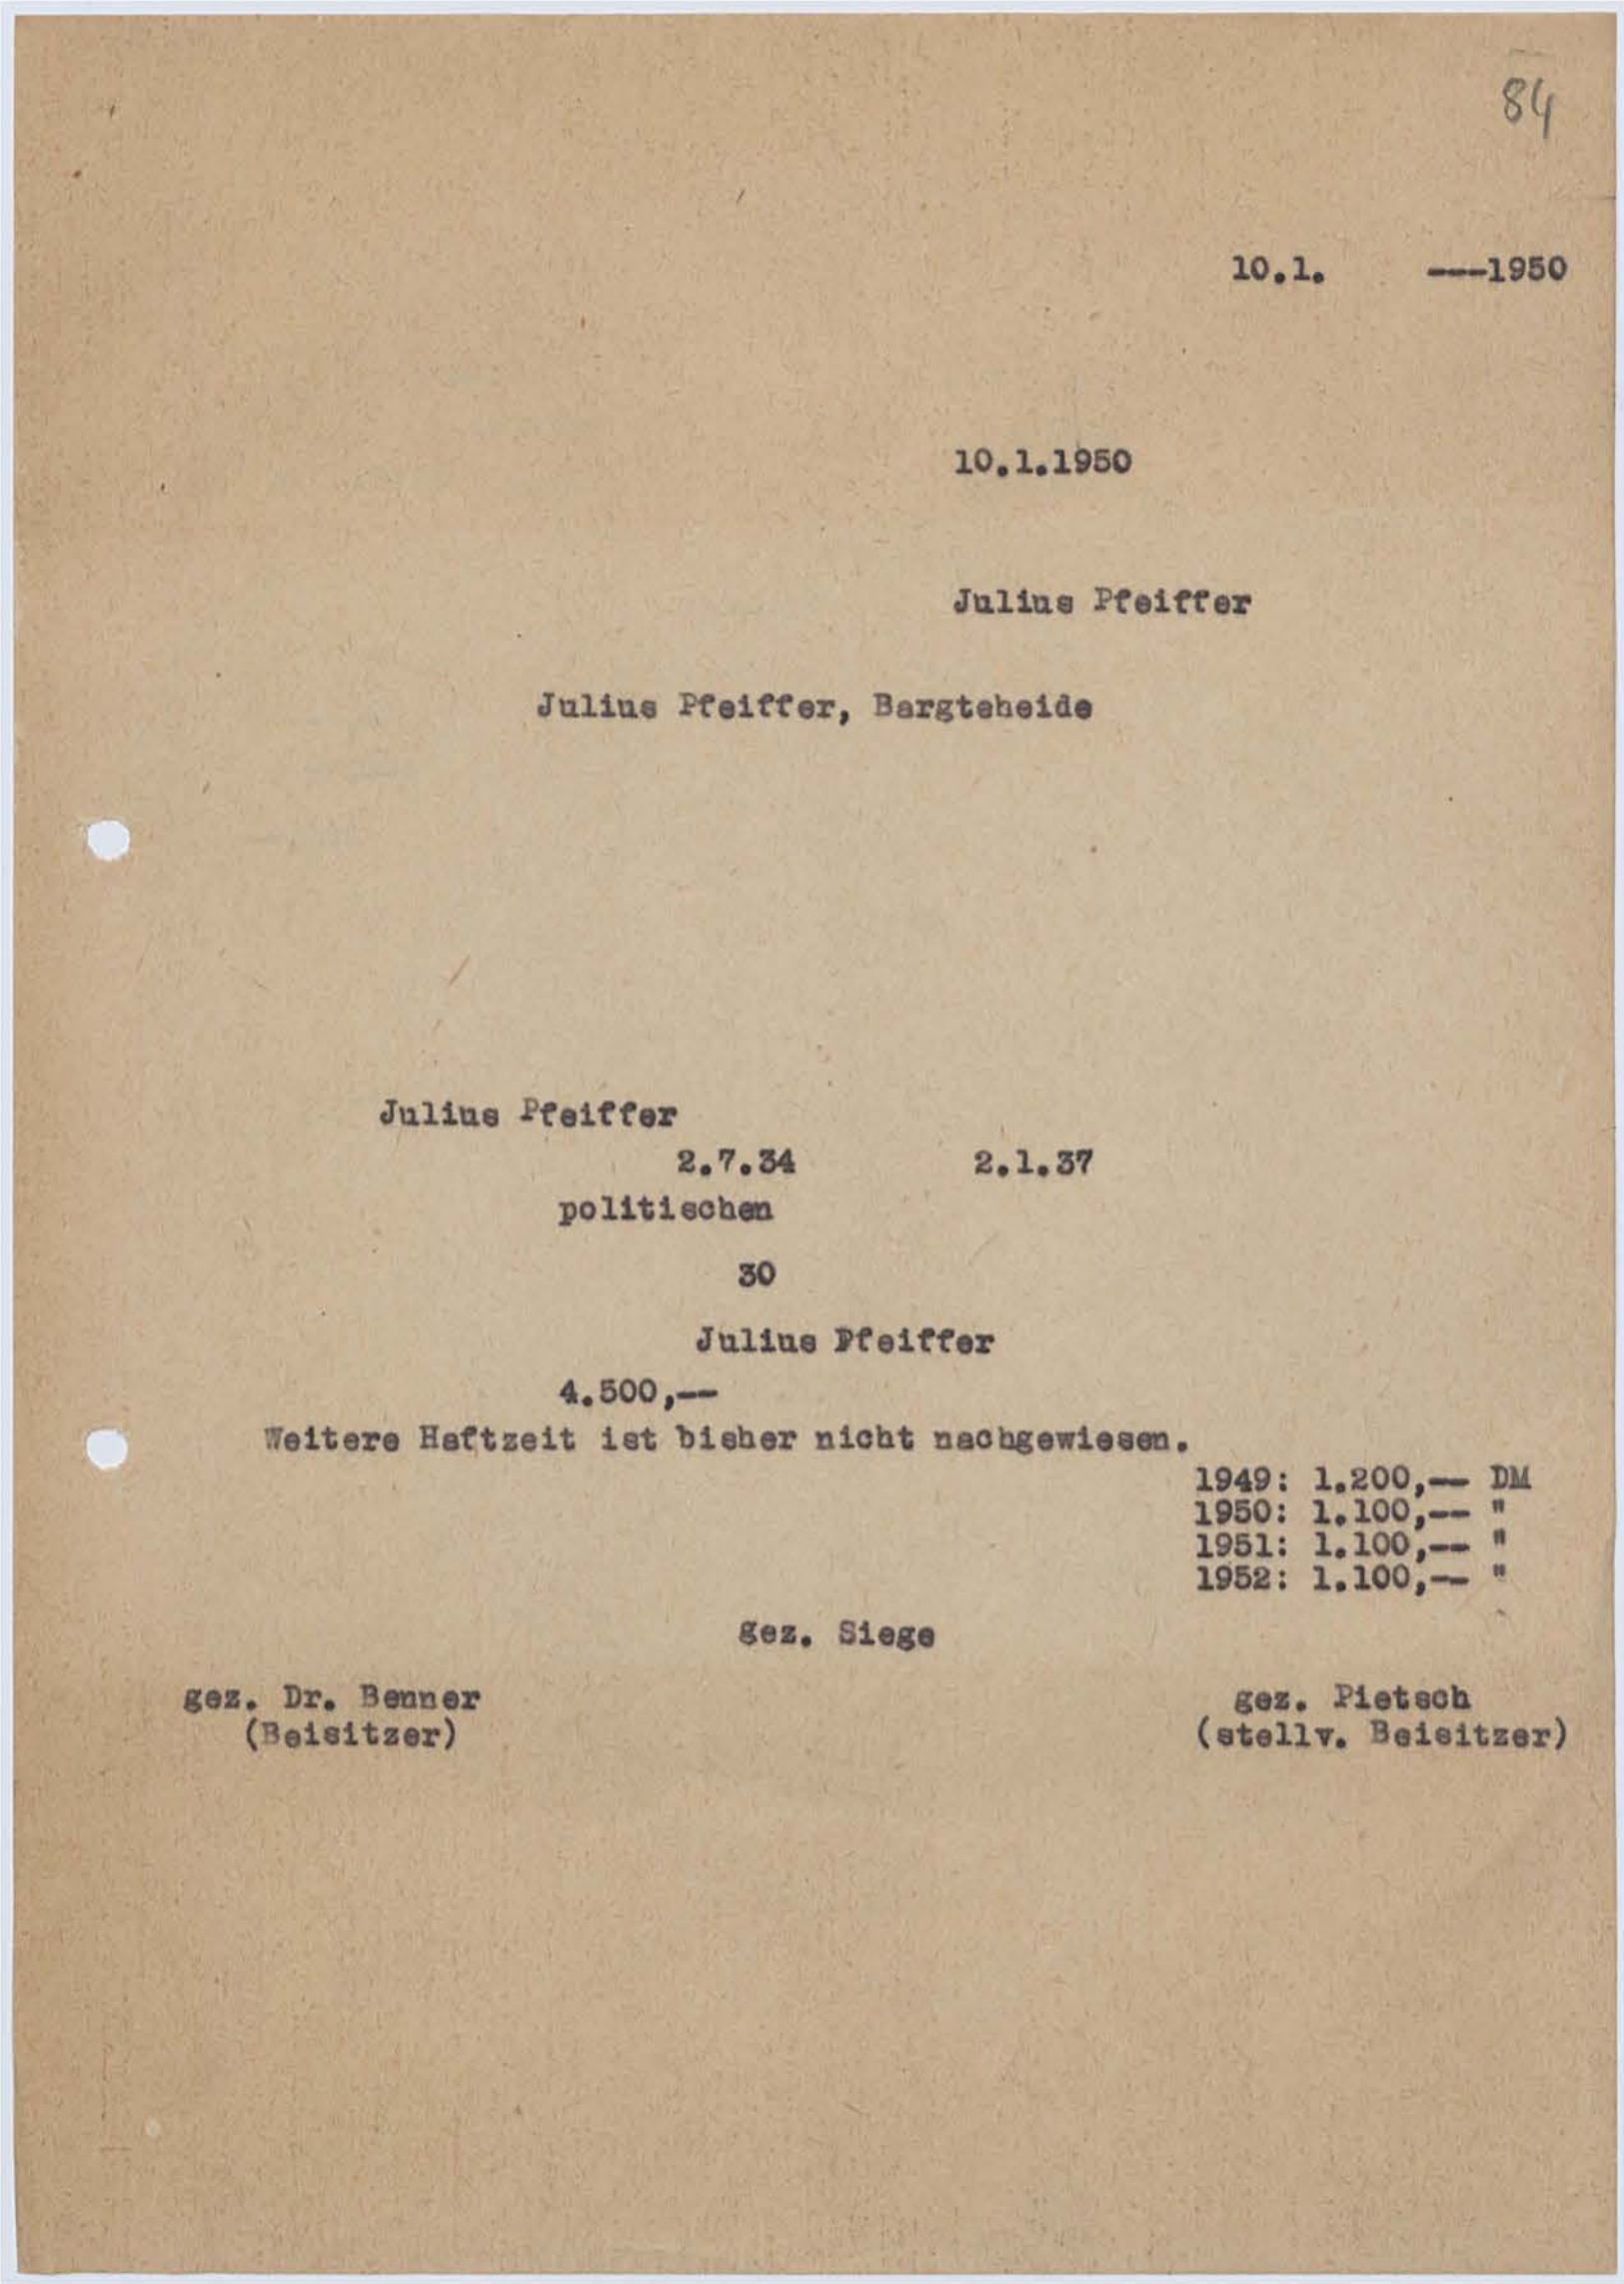 84
10.1. ---1950
10.1.1950
Julius Pfeiffer
Julius Pfeiffer, Bargteheide
Julius Pfeiffer
2.7.34 2.1.37
politischen
30
Julius Pfeiffer
4.500,--
Weitere Haftzeit ist bisher nicht nachgewiesen.
1949: 1.200,-- DM
1950: 1.100,-- "
1951: 1.100,-- "
1952: 1.100,-- "
gez. Siege
gez. Dr. Benner gez. Pietsch
(Beisitzer) (stellv. Beisitzer)